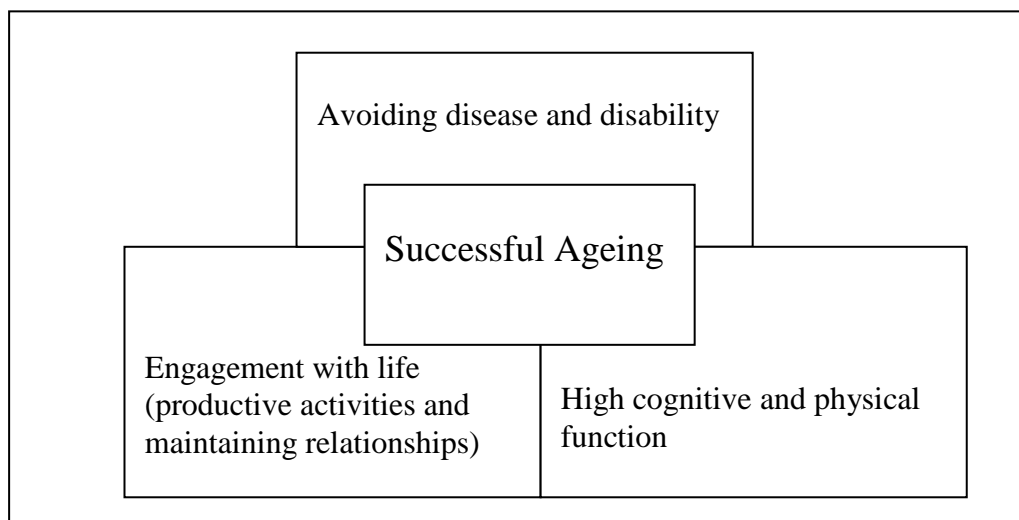 Avoiding disease and disability
Successful Ageing
Engagement with life
(productive activities and
maintaining relationships)
High cognitive and physical
function